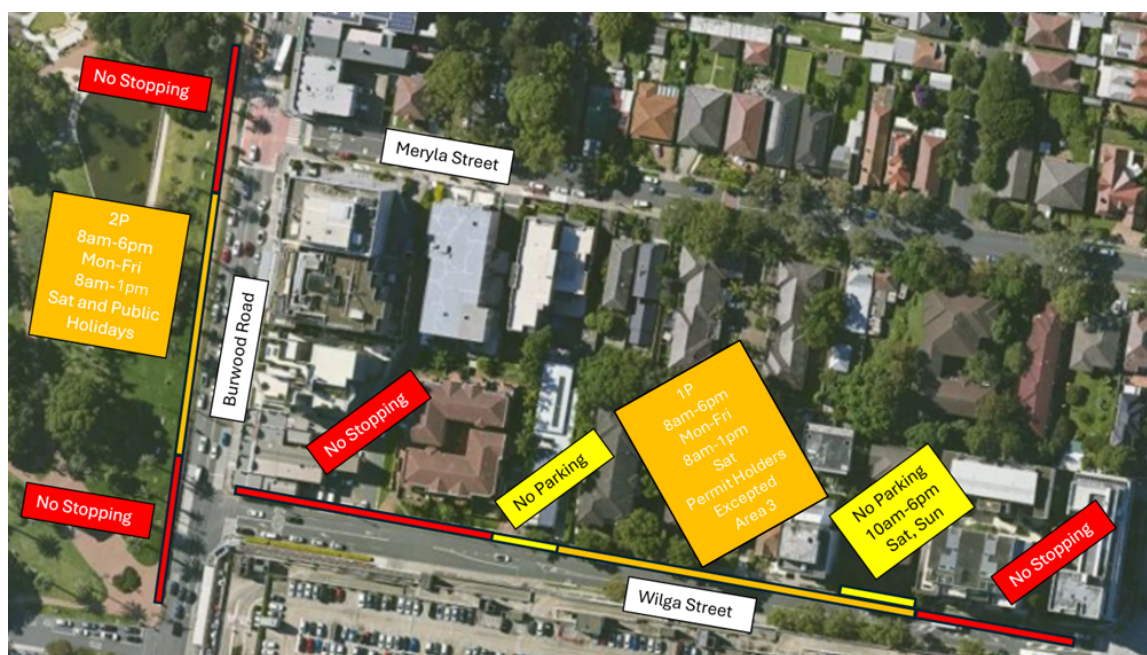 No Stopping
Meryla Street
2P
8am-6pm
Mon-Fri
8am-1pm
Sat and Public
Holidays
Burwood Road
No Stopping
No Stopping
No Parking
1P
8am-6pm
Mon-Fri
8am-1pm
Sat
Permit Holders
Excepted
Area 3
No Parking
10am-6pm
Sat, Sun
No Stopping
Wilga Street